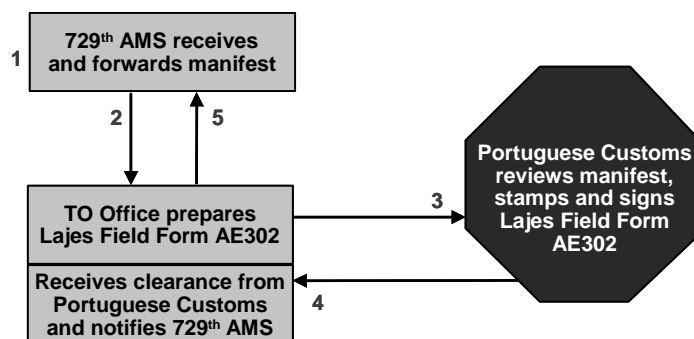 1
729th AMS receives
and forwards manifest
2
5
TO Office prepares
Lajes Field Form AE302
3
Portuguese Customs
reviews manifest,
stamps and signs
Lajes Field Form
AE302
Receives clearance from
Portuguese Customs
and notifies 729th AMS
4